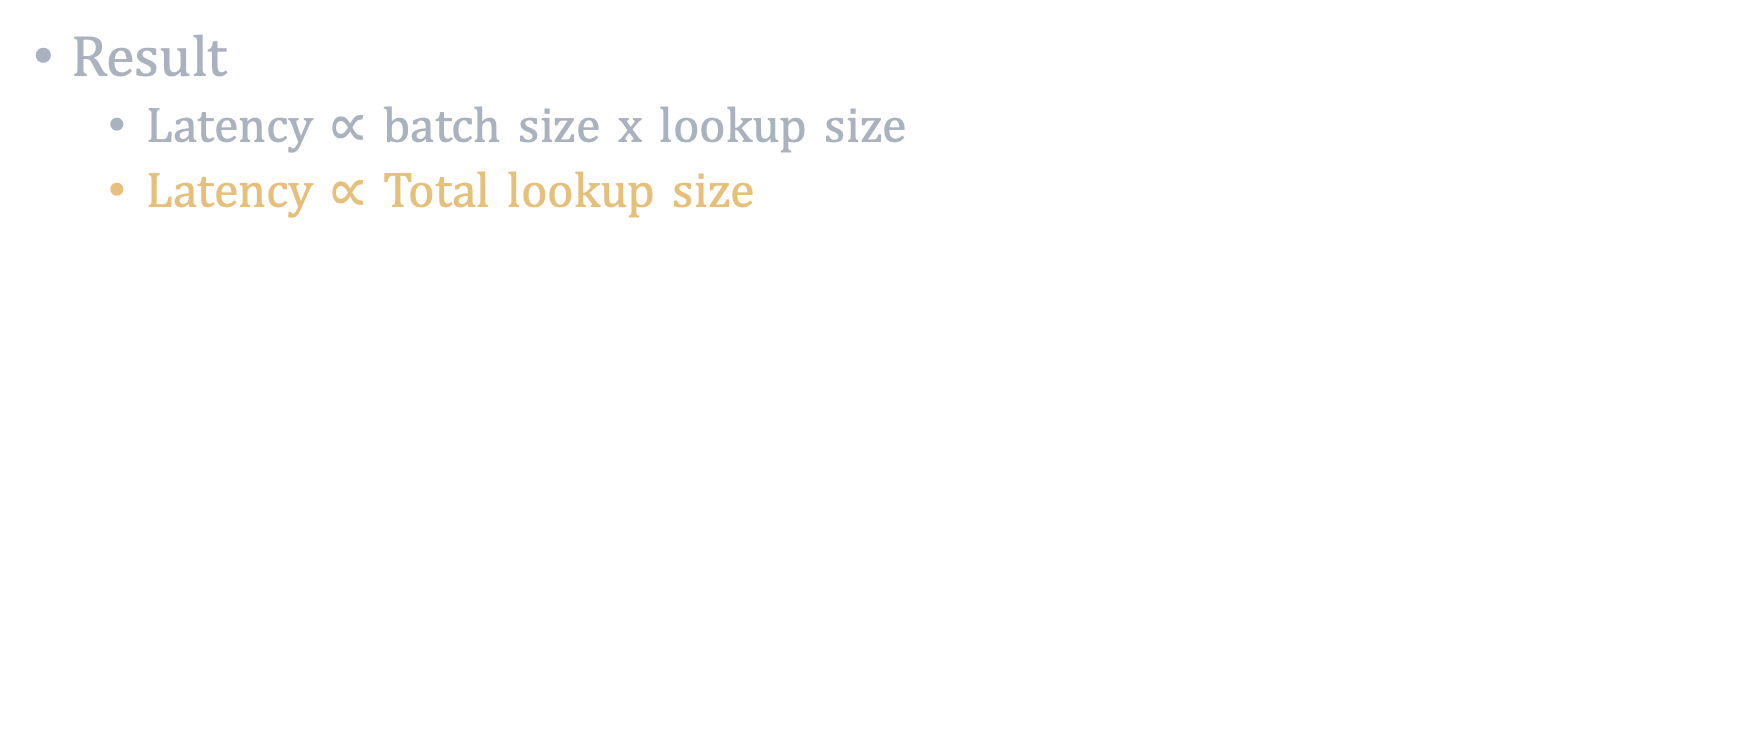 • Result
• Latency ∝ batch size x lookup size
• Latency ∝ Total lookup size